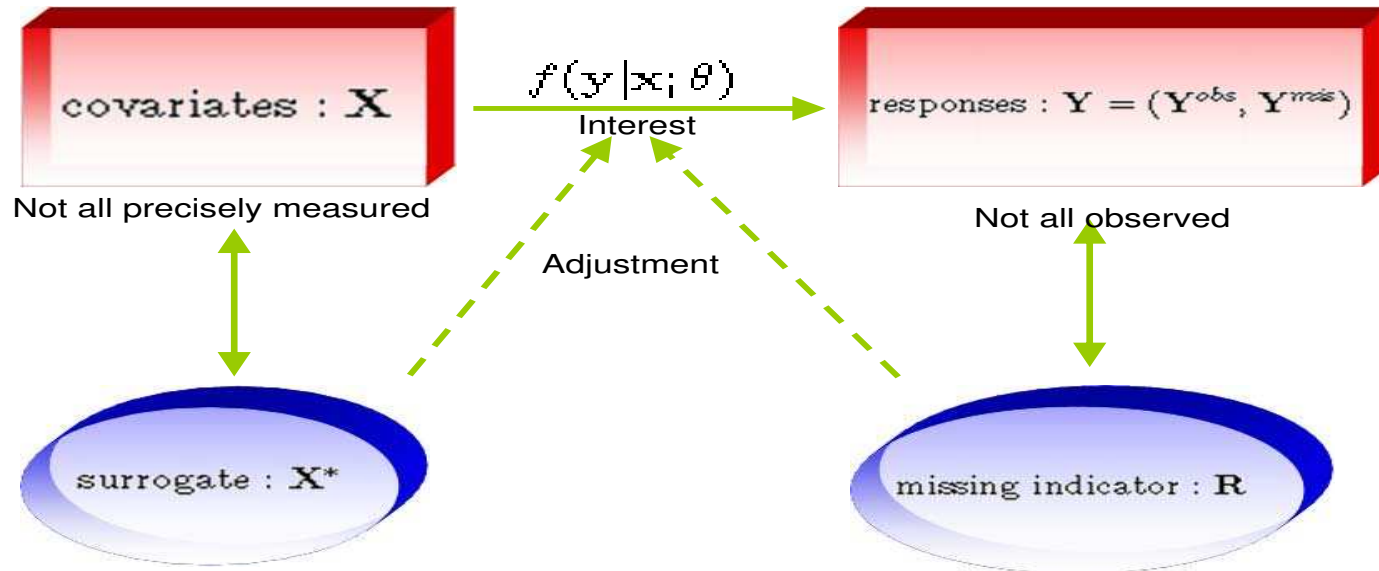 f(y|x; θ)
covariates : X
Interest
responses : Y = (Y^obs, Y^mis)
Not all precisely measured
Not all observed
Adjustment
surrogate : X*
missing indicator : R